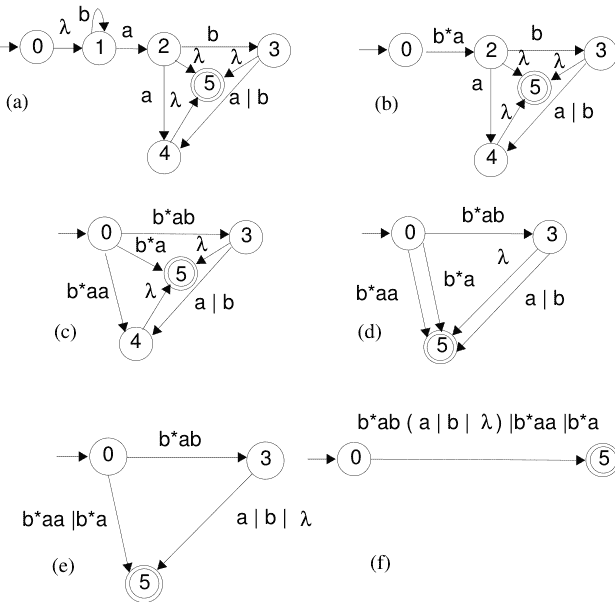 b
λ
a
b
0
1
2
3
λ
λ
5
a
λ
a | b
4
(a)
b*a
b
0
2
3
λ
λ
5
a
λ
a | b
4
(b)
b*ab
0
3
b*a
λ
5
b*aa
λ
a | b
4
(c)
b*ab
0
3
λ
b*aa
b*a
a | b
5
(d)
b*ab
0
3
b*aa |b*a
a | b | λ
5
(e)
b*ab ( a | b | λ ) |b*aa |b*a
0
5
(f)